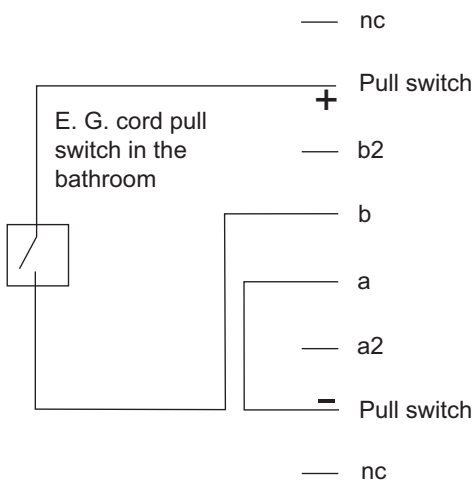 nc
Pull switch
+
E. G. cord pull
switch in the
bathroom
b2
b
a
a2
-
Pull switch
nc